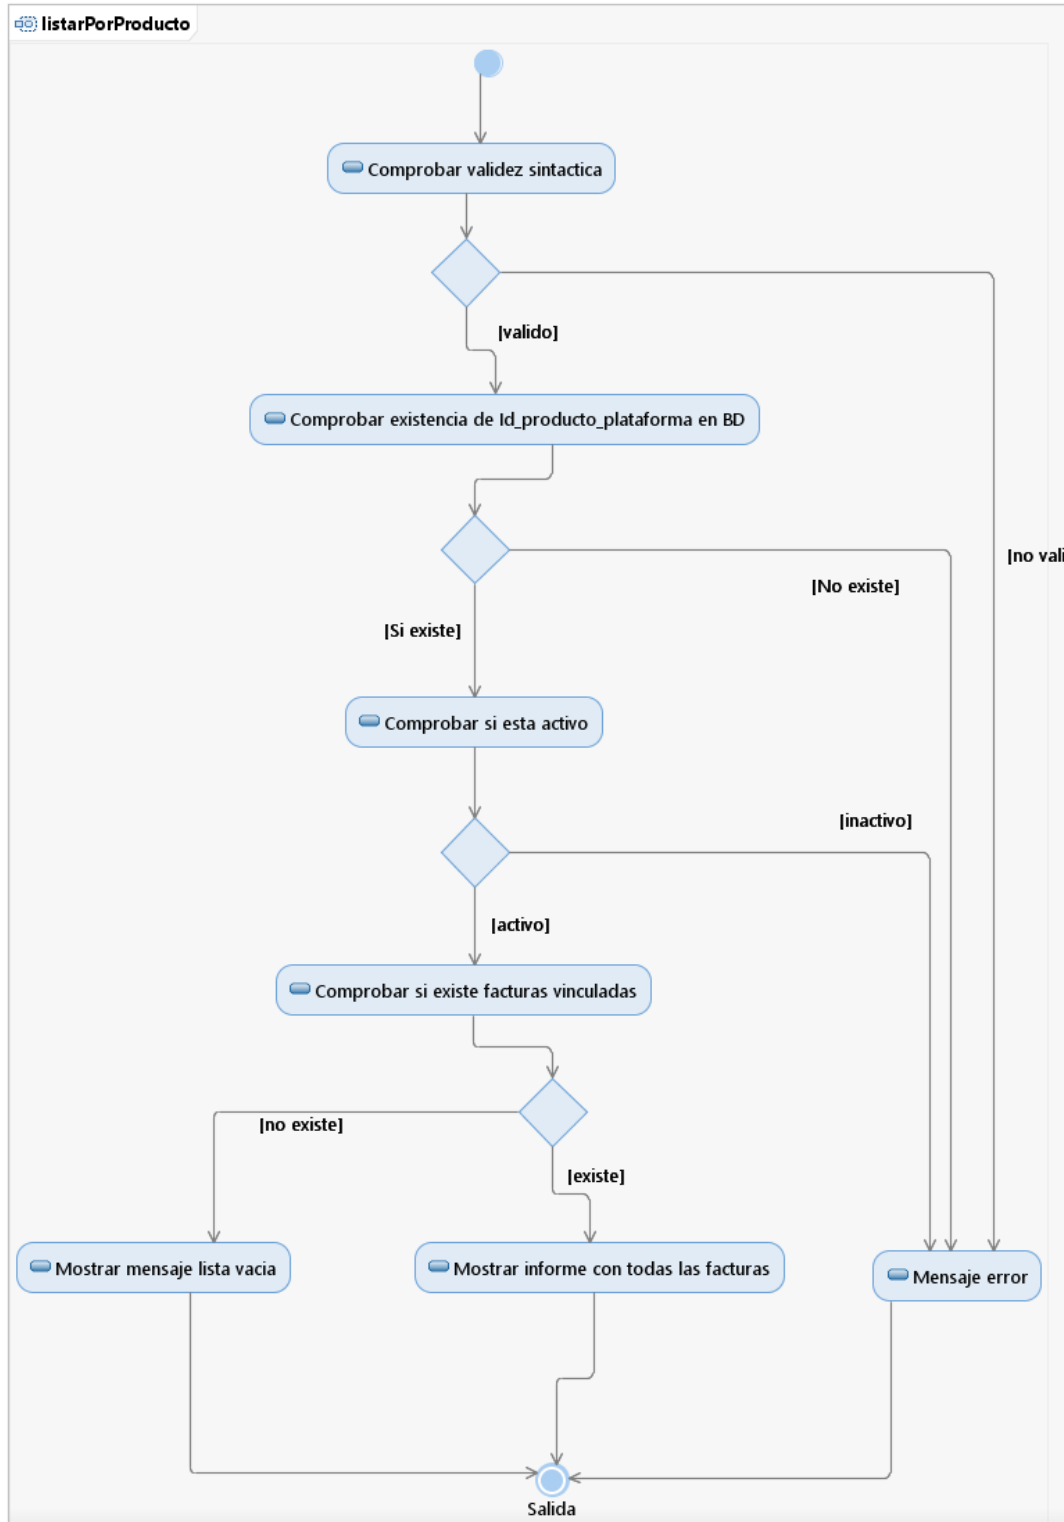 listarPorProducto
Comprobar validez sintactica
[valido]
Comprobar existencia de Id_producto_plataforma en BD
[no vali
[No existe]
[Si existe]
Comprobar si esta activo
[inactivo]
[activo]
Comprobar si existe facturas vinculadas
[no existe]
[existe]
Mostrar mensaje lista vacia
Mostrar informe con todas las facturas
Mensaje error
Salida